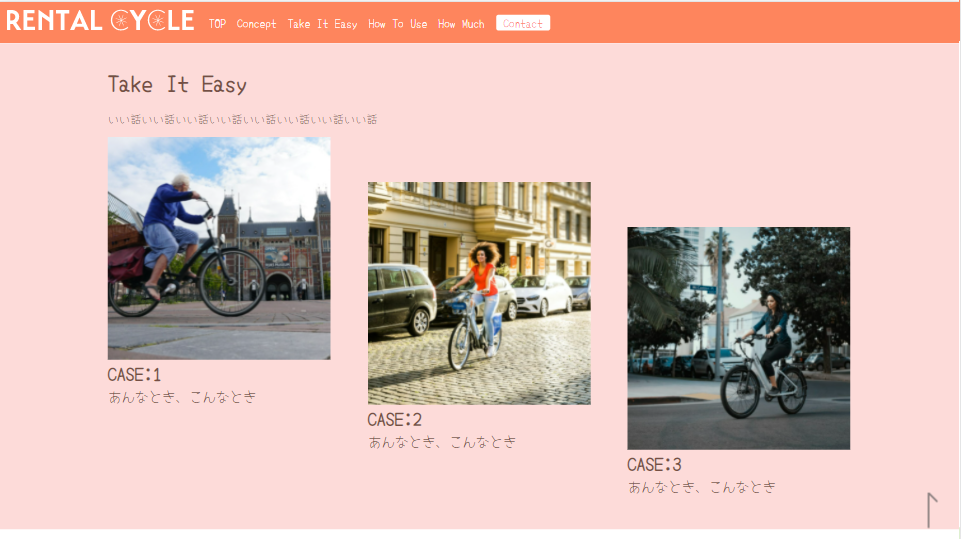 RENTAL CYCLE TOP Concept Take It Easy How To Use How Much Contact
Take It Easy
いい話いい話いい話いい話いい話いい話いい話いい話
CASE:1
あんなとき、こんなとき
CASE:2
あんなとき、こんなとき
CASE:3
あんなとき、こんなとき